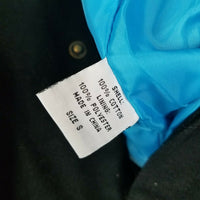 SHELL:
100% COTTON
LINING:
100% POLYESTER
MADE IN CHINA
SIZE S